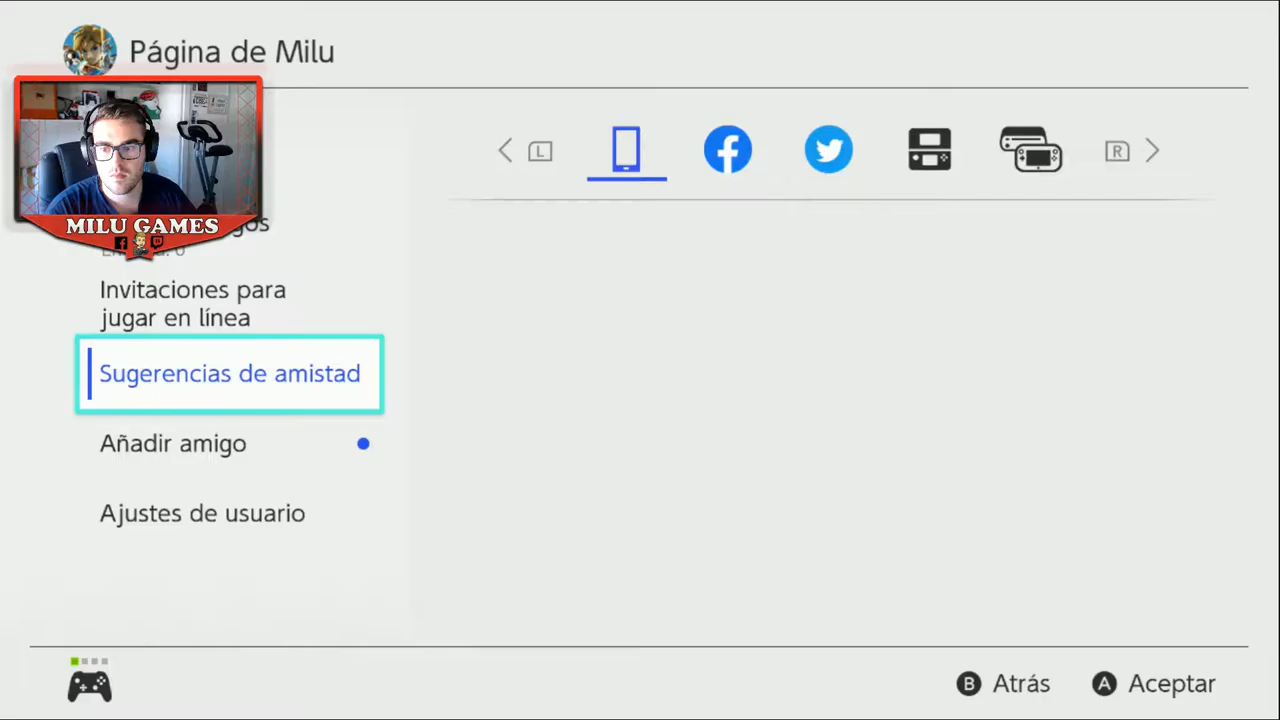 Página de Milu
L
R
MILU GAMES
gos
Invitaciones para
jugar en línea
Sugerencias de amistad
Añadir amigo
Ajustes de usuario
B Atrás
A Aceptar